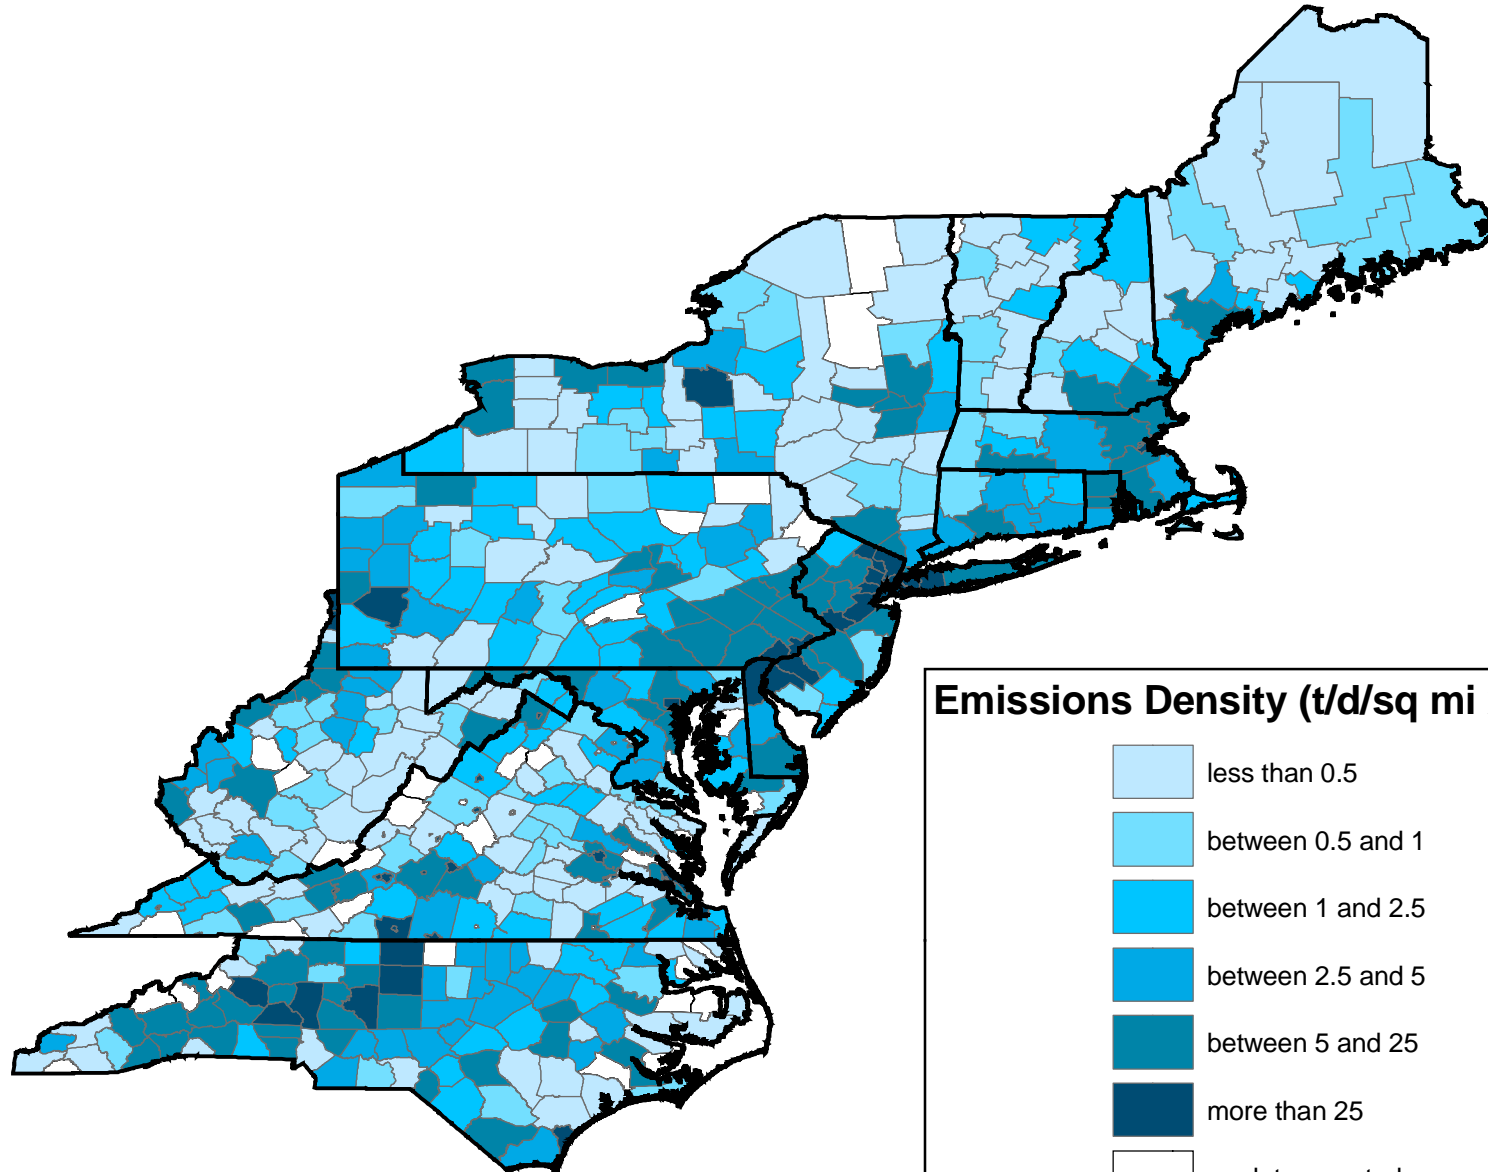 Emissions Density (t/d/sq mi
less than 0.5
between 0.5 and 1
between 1 and 2.5
between 2.5 and 5
between 5 and 25
more than 25